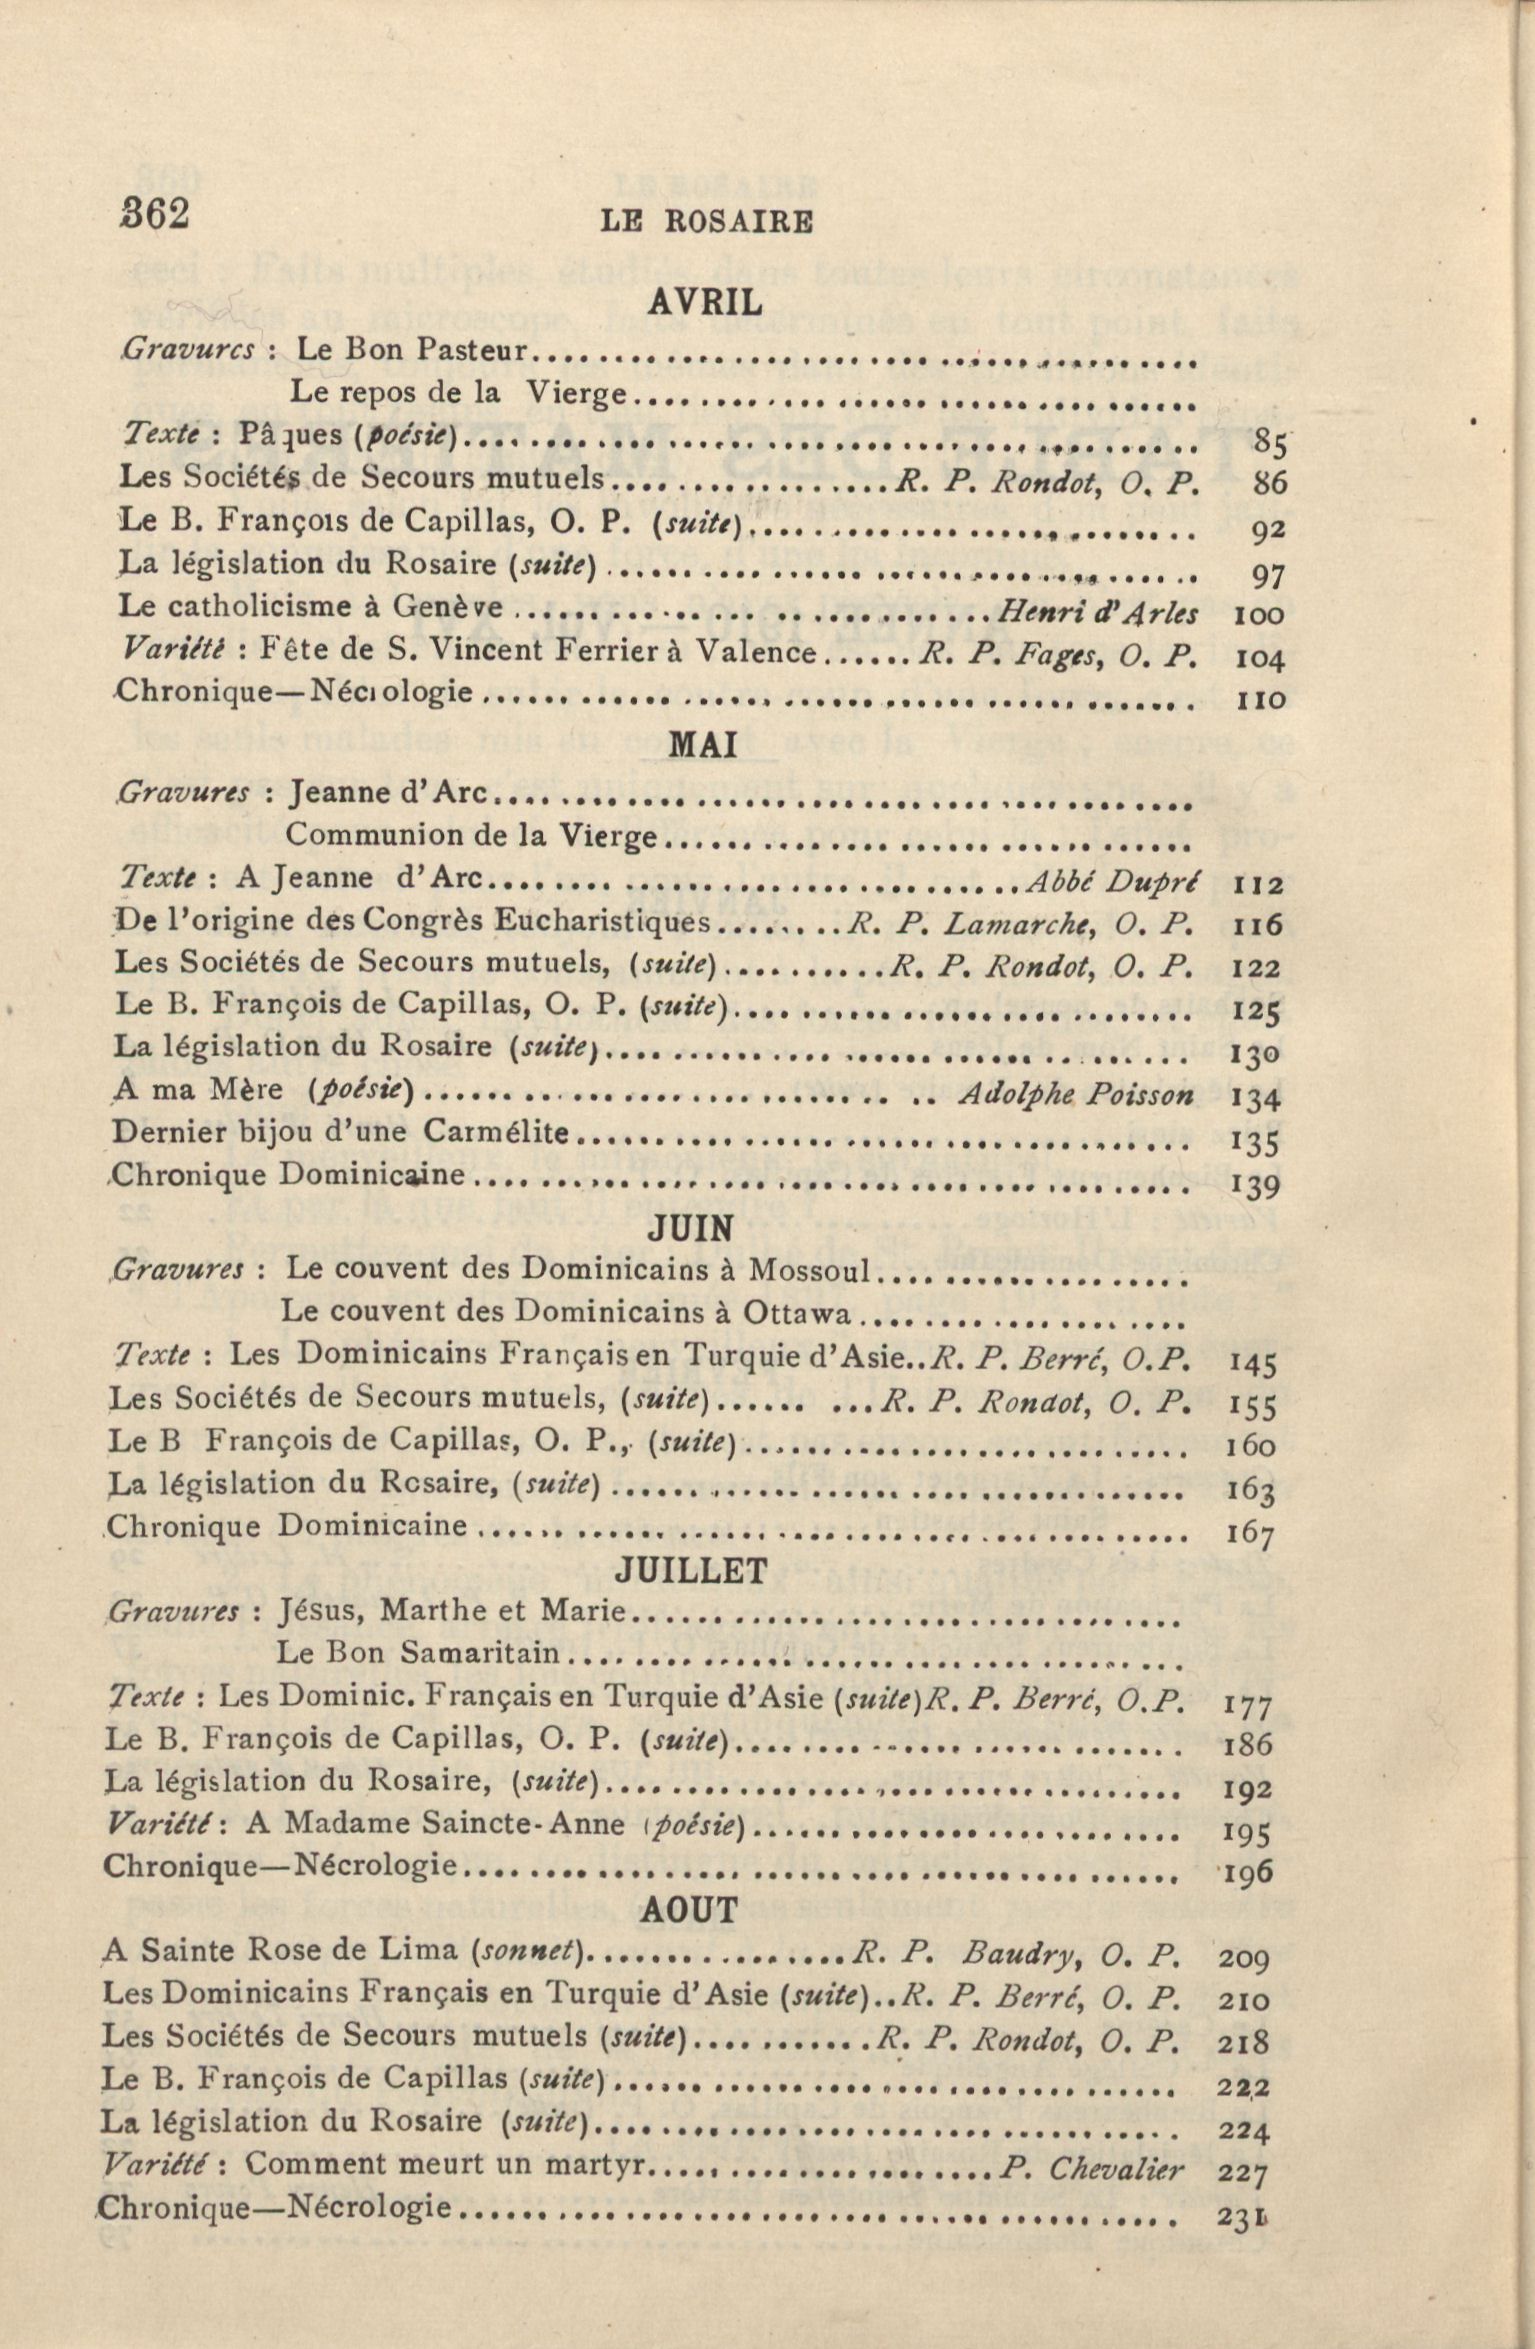 362 LE ROSAIRE
AVRIL
Gravures : Le Bon Pasteur
Le repos de la Vierge
Texte : Pâques (poésie) 85
Les Sociétés de Secours mutuels R. P. Rondot, O. P. 86
Le B. François de Capillas, O. P. (suite) 92
La législation du Rosaire (suite) 97
Le catholicisme à Genève Henri d'Arles 100
Variété : Fête de S. Vincent Ferrier à Valence R. P. Fages, O. P. 104
Chronique—Nécrologie 110
MAI
Gravures : Jeanne d'Arc
Communion de la Vierge
Texte : A Jeanne d'Arc Abbé Dupré 112
De l'origine des Congrès Eucharistiques R. P. Lamarche, O. P. 116
Les Sociétés de Secours mutuels, (suite) R. P. Rondot, O. P. 122
Le B. François de Capillas, O. P. (suite) 125
La législation du Rosaire (suite) 130
A ma Mère (poésie) Adolphe Poisson 134
Dernier bijou d'une Carmélite 135
Chronique Dominicaine 139
JUIN
Gravures : Le couvent des Dominicains à Mossoul
Le couvent des Dominicains à Ottawa
Texte : Les Dominicains Français en Turquie d'Asie..R. P. Berré, O.P. 145
Les Sociétés de Secours mutuels, (suite) R. P. Rondot, O. P. 155
Le B François de Capillas, O. P., (suite) 160
La législation du Rosaire, (suite) 163
Chronique Dominicaine 167
JUILLET
Gravures : Jésus, Marthe et Marie
Le Bon Samaritain
Texte : Les Dominic. Français en Turquie d'Asie (suite) R. P. Berré, O.P. 177
Le B. François de Capillas, O. P. (suite) 186
La législation du Rosaire, (suite) 192
Variété : A Madame Saincte-Anne (poésie) 195
Chronique—Nécrologie 196
AOUT
A Sainte Rose de Lima (sonnet) R. P. Baudry, O. P. 209
Les Dominicains Français en Turquie d'Asie (suite)..R. P. Berré, O. P. 210
Les Sociétés de Secours mutuels (suite) R. P. Rondot, O. P. 218
Le B. François de Capillas (suite) 222
La législation du Rosaire (suite) 224
Variété : Comment meurt un martyr P. Chevalier 227
Chronique—Nécrologie 231